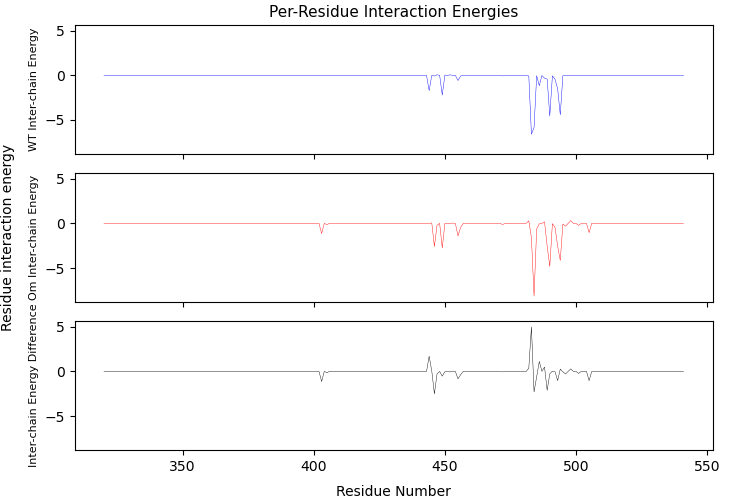 Per-Residue Interaction Energies
Residue interaction energy
WT Inter-chain Energy
5
0
−5
Om Inter-chain Energy
5
0
−5
Inter-chain Energy Difference
5
0
−5
350
400
450
500
550
Residue Number